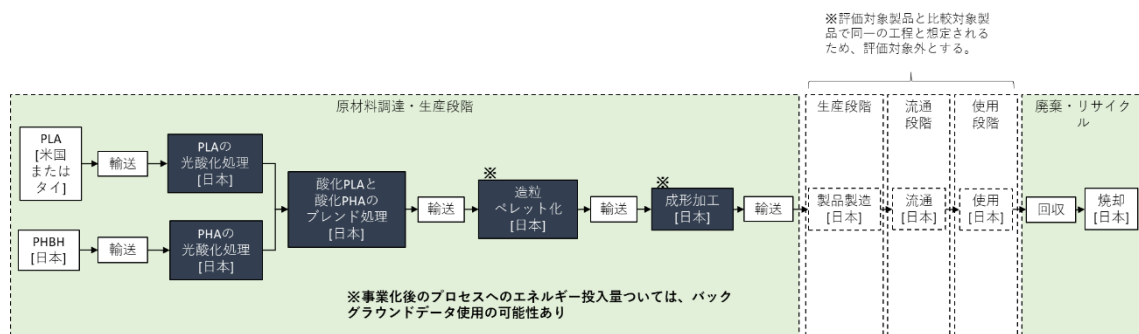 ※評価対象製品と比較対象製
品で同一の工程と想定される
ため、評価対象外とする。
原材料調達・生産段階
生産段階
流通
段階
使用
段階
廃棄・リサイク
ル
PLA
[米国
または
タイ]
輸送
PLAの
光酸化処理
[日本]
PHBH
[日本]
輸送
PHAの
光酸化処理
[日本]
酸化PLAと
酸化PHAの
ブレンド処理
[日本]
輸送
※
造粒
ペレット化
[日本]
輸送
※
成形加工
[日本]
輸送
製品製造
[日本]
流通
[日本]
使用
[日本]
回収
焼却
[日本]
※事業化後のプロセスへのエネルギー投入量ついては、バック
グラウンドデータ使用の可能性あり